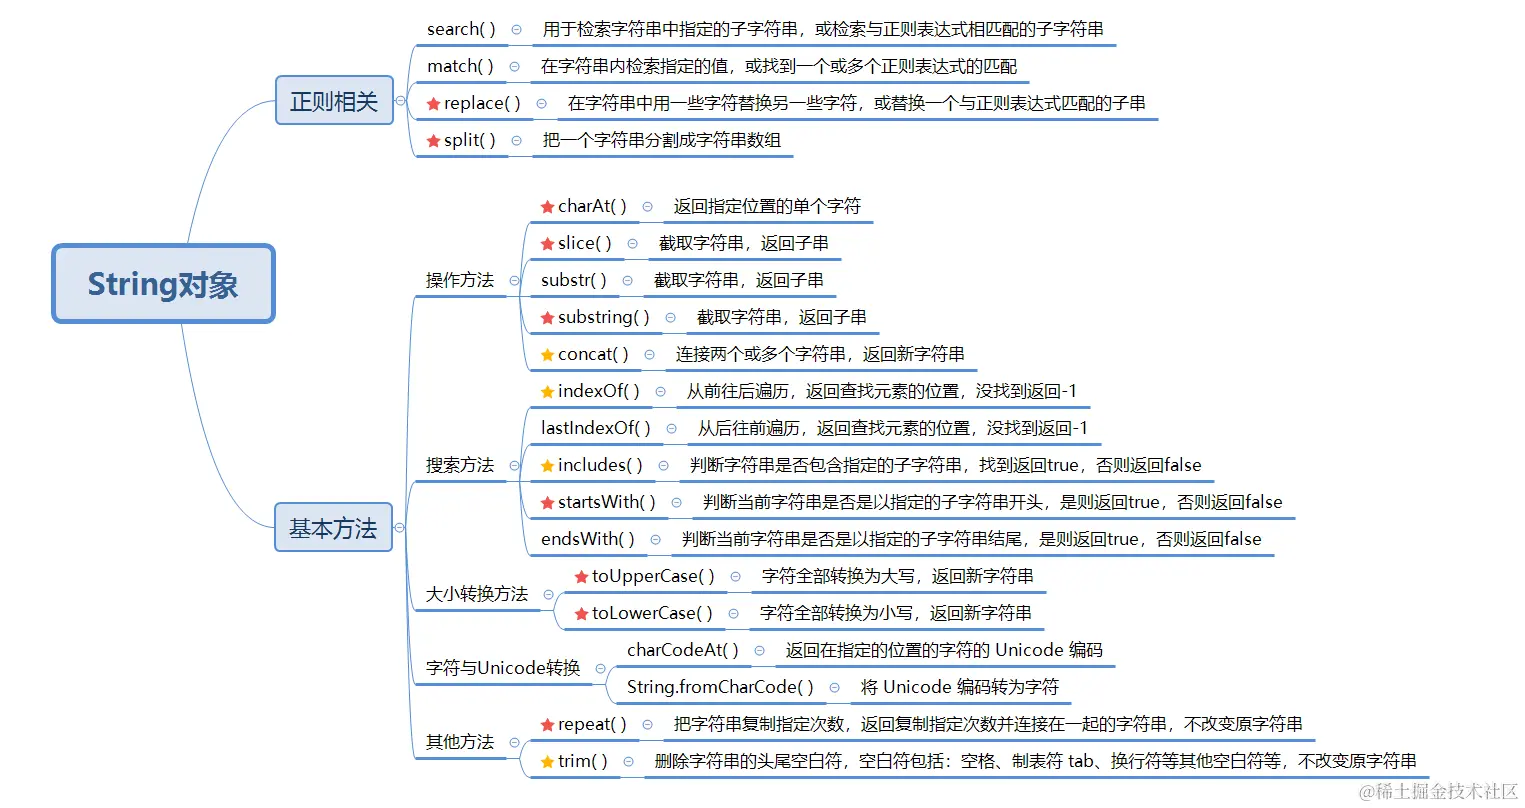 String对象
正则相关
search( ) 用于检索字符串中指定的子字符串，或检索与正则表达式相匹配的子字符串
match( ) 在字符串内检索指定的值，或找到一个或多个正则表达式的匹配
replace( ) 在字符串中用一些字符替换另一些字符，或替换一个与正则表达式匹配的子串
split( ) 把一个字符串分割成字符串数组
基本方法
操作方法
charAt( ) 返回指定位置的单个字符
slice( ) 截取字符串，返回子串
substr( ) 截取字符串，返回子串
substring( ) 截取字符串，返回子串
concat( ) 连接两个或多个字符串，返回新字符串
搜索方法
indexOf( ) 从前往后遍历，返回查找元素的位置，没找到返回-1
lastIndexOf( ) 从后往前遍历，返回查找元素的位置，没找到返回-1
includes( ) 判断字符串是否包含指定的子字符串，找到返回true，否则返回false
startsWith( ) 判断当前字符串是否是以指定的子字符串开头，是则返回true，否则返回false
endsWith( ) 判断当前字符串是否是以指定的子字符串结尾，是则返回true，否则返回false
大小转换方法
toUpperCase( ) 字符全部转换为大写，返回新字符串
toLowerCase( ) 字符全部转换为小写，返回新字符串
字符与Unicode转换
charCodeAt( ) 返回在指定的位置的字符的 Unicode 编码
String.fromCharCode( ) 将 Unicode 编码转为字符
其他方法
repeat( ) 把字符串复制指定次数，返回复制指定次数并连接在一起的字符串，不改变原字符串
trim( ) 删除字符串的头尾空白符，空白符包括：空格、制表符 tab、换行符等其他空白符等，不改变原字符串
@稀土掘金技术社区